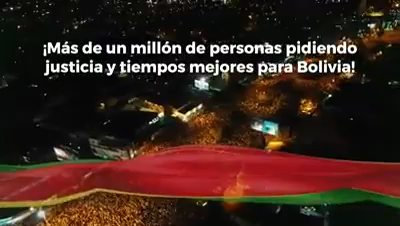 ¡Más de un millón de personas pidiendo
justicia y tiempos mejores para Bolivia!